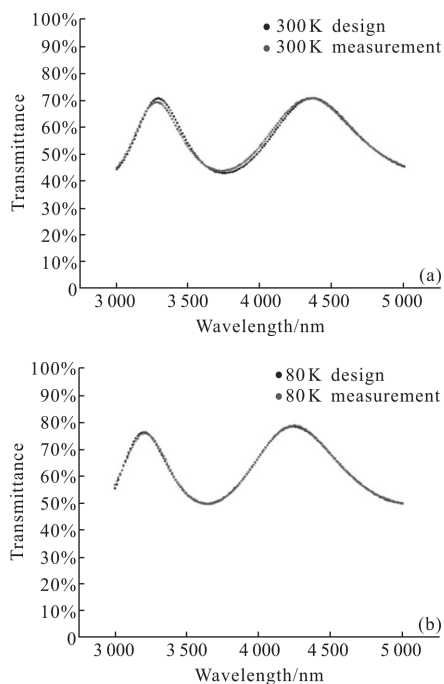 300 K design
300 K measurement
100%
90%
80%
70%
60%
50%
40%
30%
20%
10%
0
Transmittance
3 000 3 500 4 000 4 500 5 000
Wavelength/nm
(a)
80 K design
80 K measurement
100%
90%
80%
70%
60%
50%
40%
30%
20%
10%
0
Transmittance
3 000 3 500 4 000 4 500 5 000
Wavelength/nm
(b)